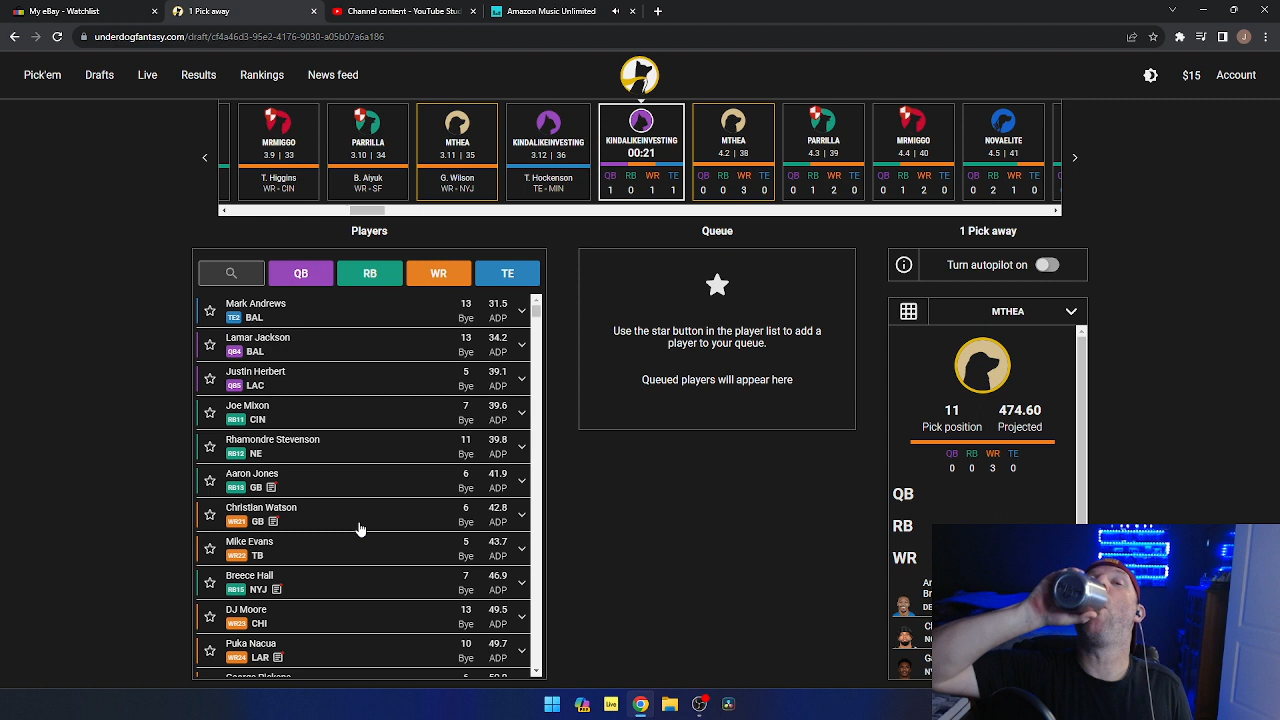 My eBay - Watchlist
1 Pick away
Channel content - YouTube Stu
Amazon Music Unlimited
underdogfantasy.com/draft/cf4a46d3-95e2-4176-9030-a05b07a6a186
J
Pick'em
Drafts
Live
Results
Rankings
News feed
$15
Account
MRMIGGO
3.9 | 33
T. Higgins
WR - CIN
PARRILLA
3.10 | 34
B. Aiyuk
WR - SF
MTHEA
3.11 | 35
G. Wilson
WR - NYJ
KINDALIKEINVESTING
3.12 | 36
T. Hockenson
TE - MIN
KINDALIKEINVESTING
00:21
QB RB WR TE
1 0 1 1
MTHEA
4.2 | 38
QB RB WR TE
0 0 3 0
PARRILLA
4.3 | 39
QB RB WR TE
0 1 2 0
MRMIGGO
4.4 | 40
QB RB WR TE
0 1 2 0
NOVAELITE
4.5 | 41
QB RB WR TE
0 2 1 0
Players
QB
RB
WR
TE
Mark Andrews 13 31.5
TE2 BAL Bye ADP
Lamar Jackson 13 34.2
QB4 BAL Bye ADP
Justin Herbert 5 39.1
QB5 LAC Bye ADP
Joe Mixon 7 39.6
RB11 CIN Bye ADP
Rhamondre Stevenson 11 39.8
RB12 NE Bye ADP
Aaron Jones 6 41.9
RB13 GB Bye ADP
Christian Watson 6 42.8
WR21 GB Bye ADP
Mike Evans 5 43.7
WR22 TB Bye ADP
Breece Hall 7 46.9
RB15 NYJ Bye ADP
DJ Moore 13 49.5
WR23 CHI Bye ADP
Puka Nacua 10 49.7
WR24 LAR Bye ADP
Queue
Use the star button in the player list to add a
player to your queue.
Queued players will appear here
1 Pick away
Turn autopilot on
MTHEA
11 474.60
Pick position Projected
QB RB WR TE
0 0 3 0
QB
RB
WR
Live